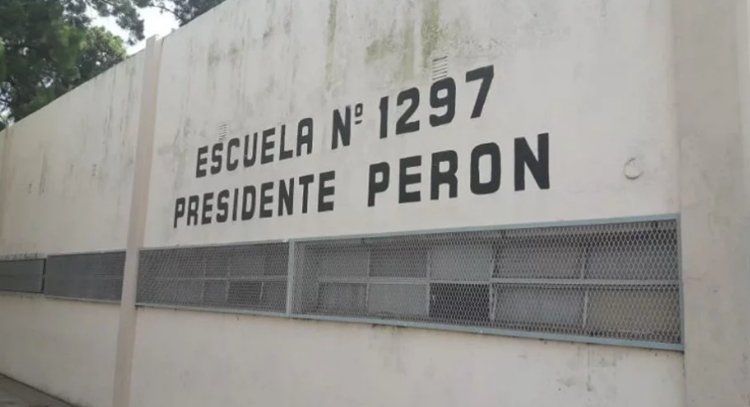 ESCUELA Nº 1297
PRESIDENTE PERON